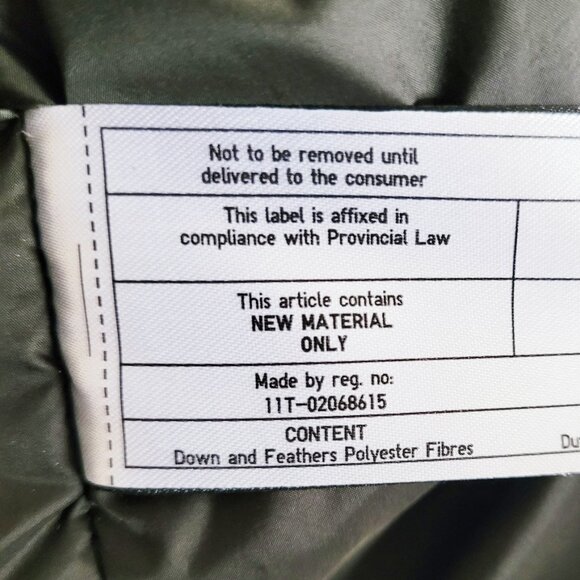 Not to be removed until
delivered to the consumer
This label is affixed in
compliance with Provincial Law
This article contains
NEW MATERIAL
ONLY
Made by reg. no:
11T-02068615
CONTENT
Down and Feathers Polyester Fibres